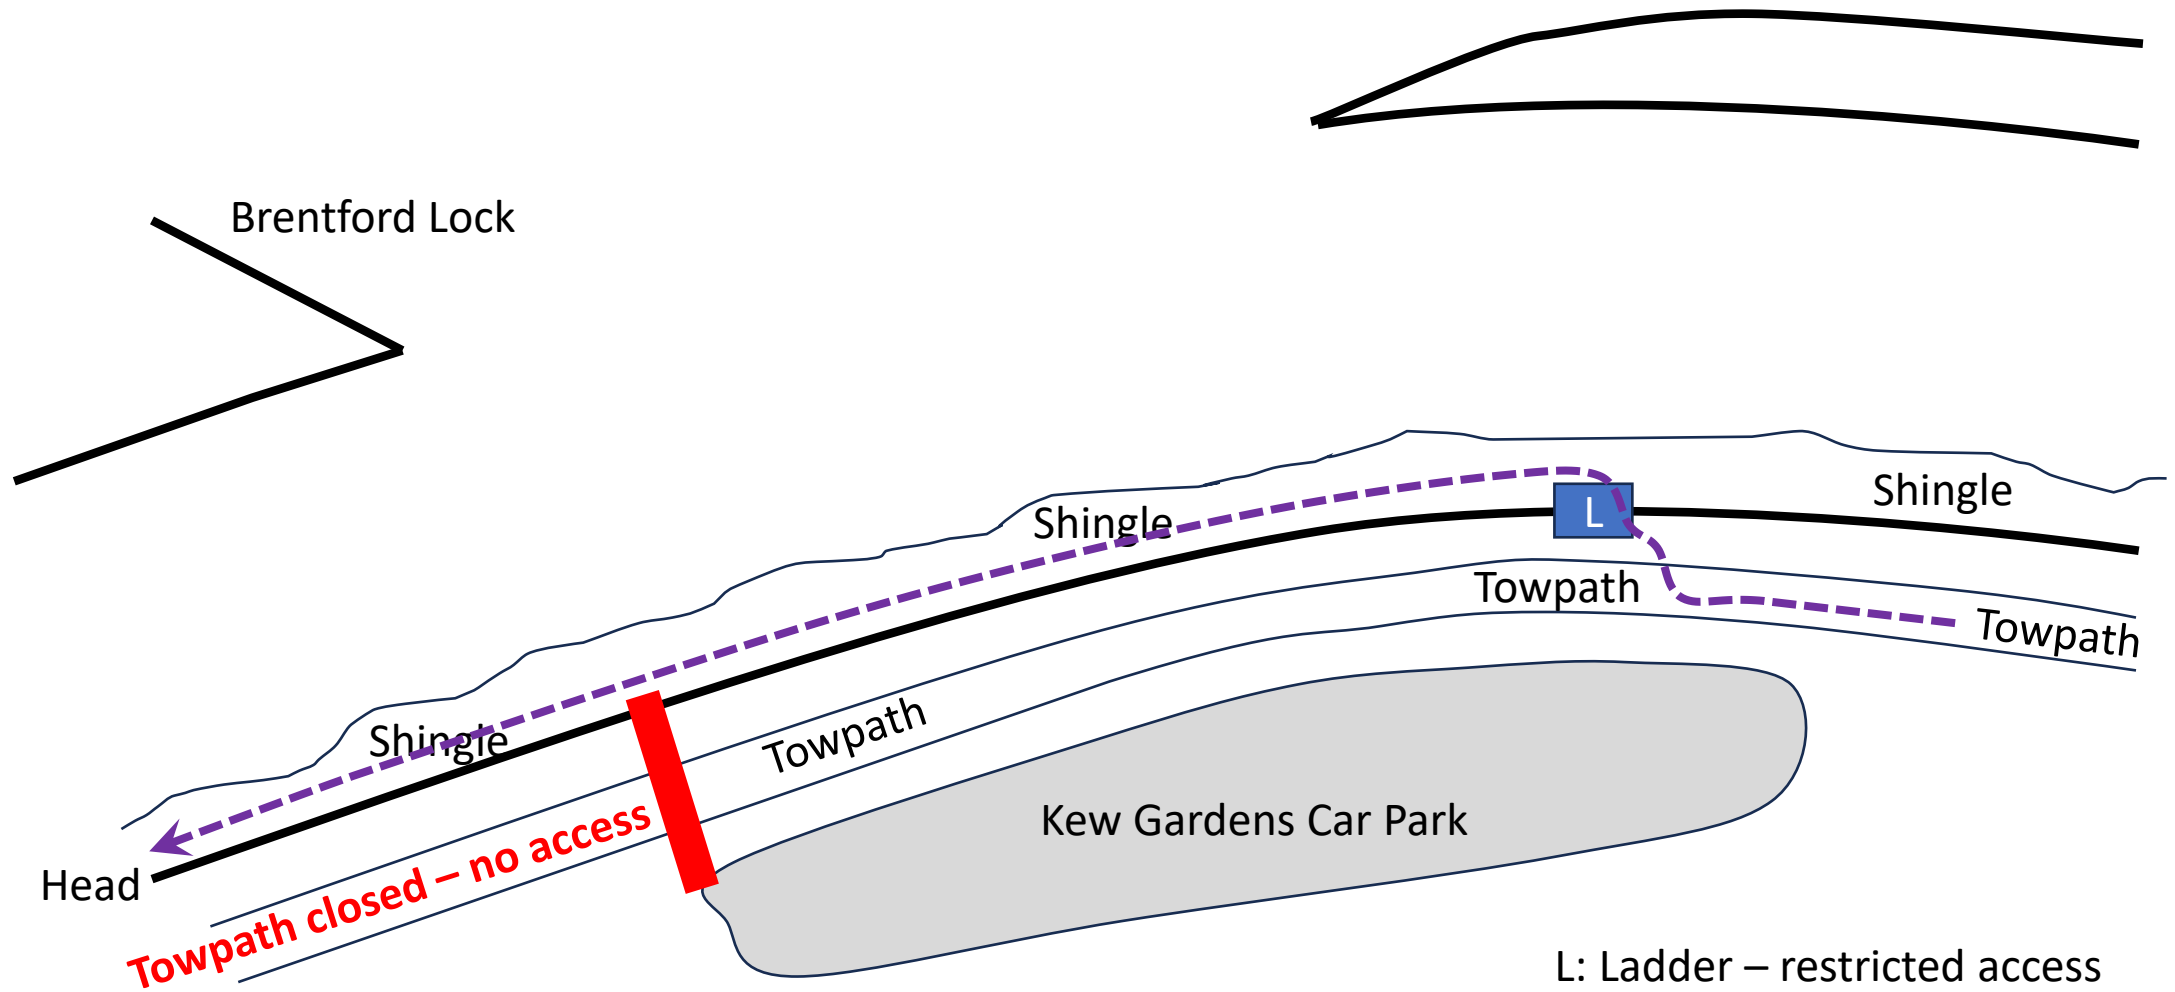 Brentford Lock
Shingle
Shingle
L
Towpath
Towpath
Shingle
Towpath
Kew Gardens Car Park
Head
Towpath closed – no access
L: Ladder – restricted access